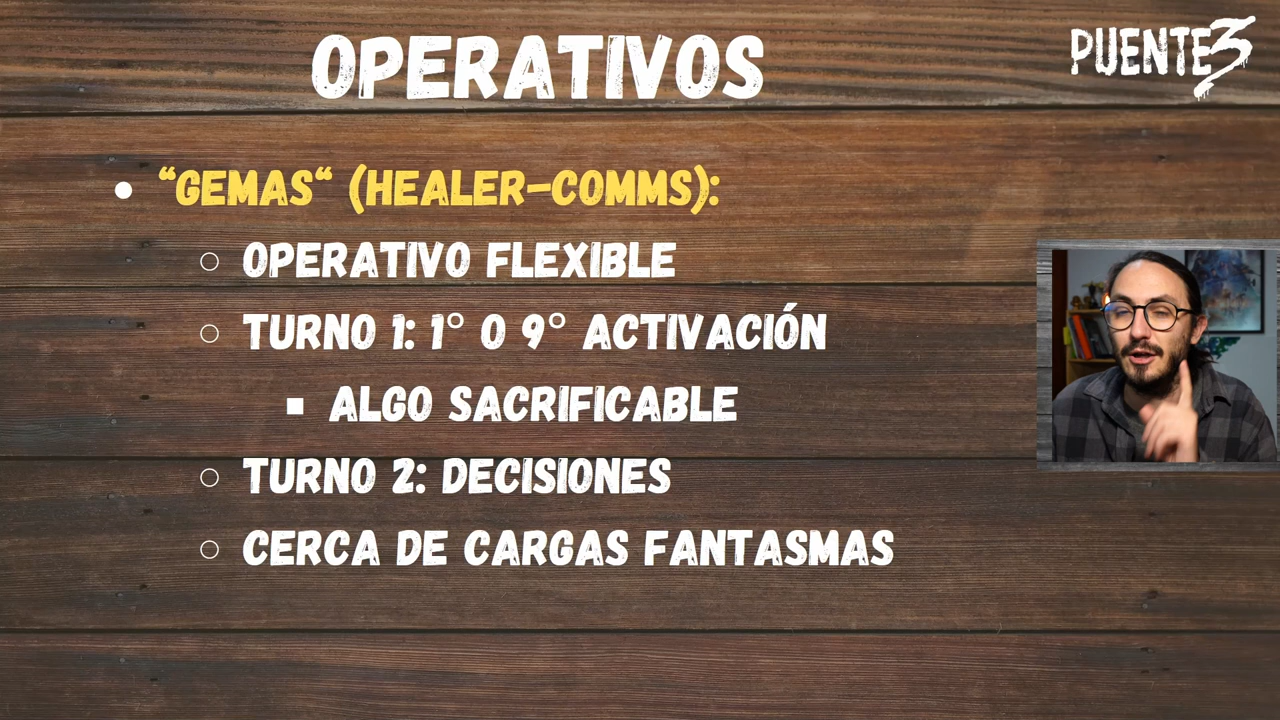 OPERATIVOS
PUENTE3
“GEMAS“ (HEALER-COMMS):
OPERATIVO FLEXIBLE
TURNO 1: 1° O 9° ACTIVACIÓN
ALGO SACRIFICABLE
TURNO 2: DECISIONES
CERCA DE CARGAS FANTASMAS